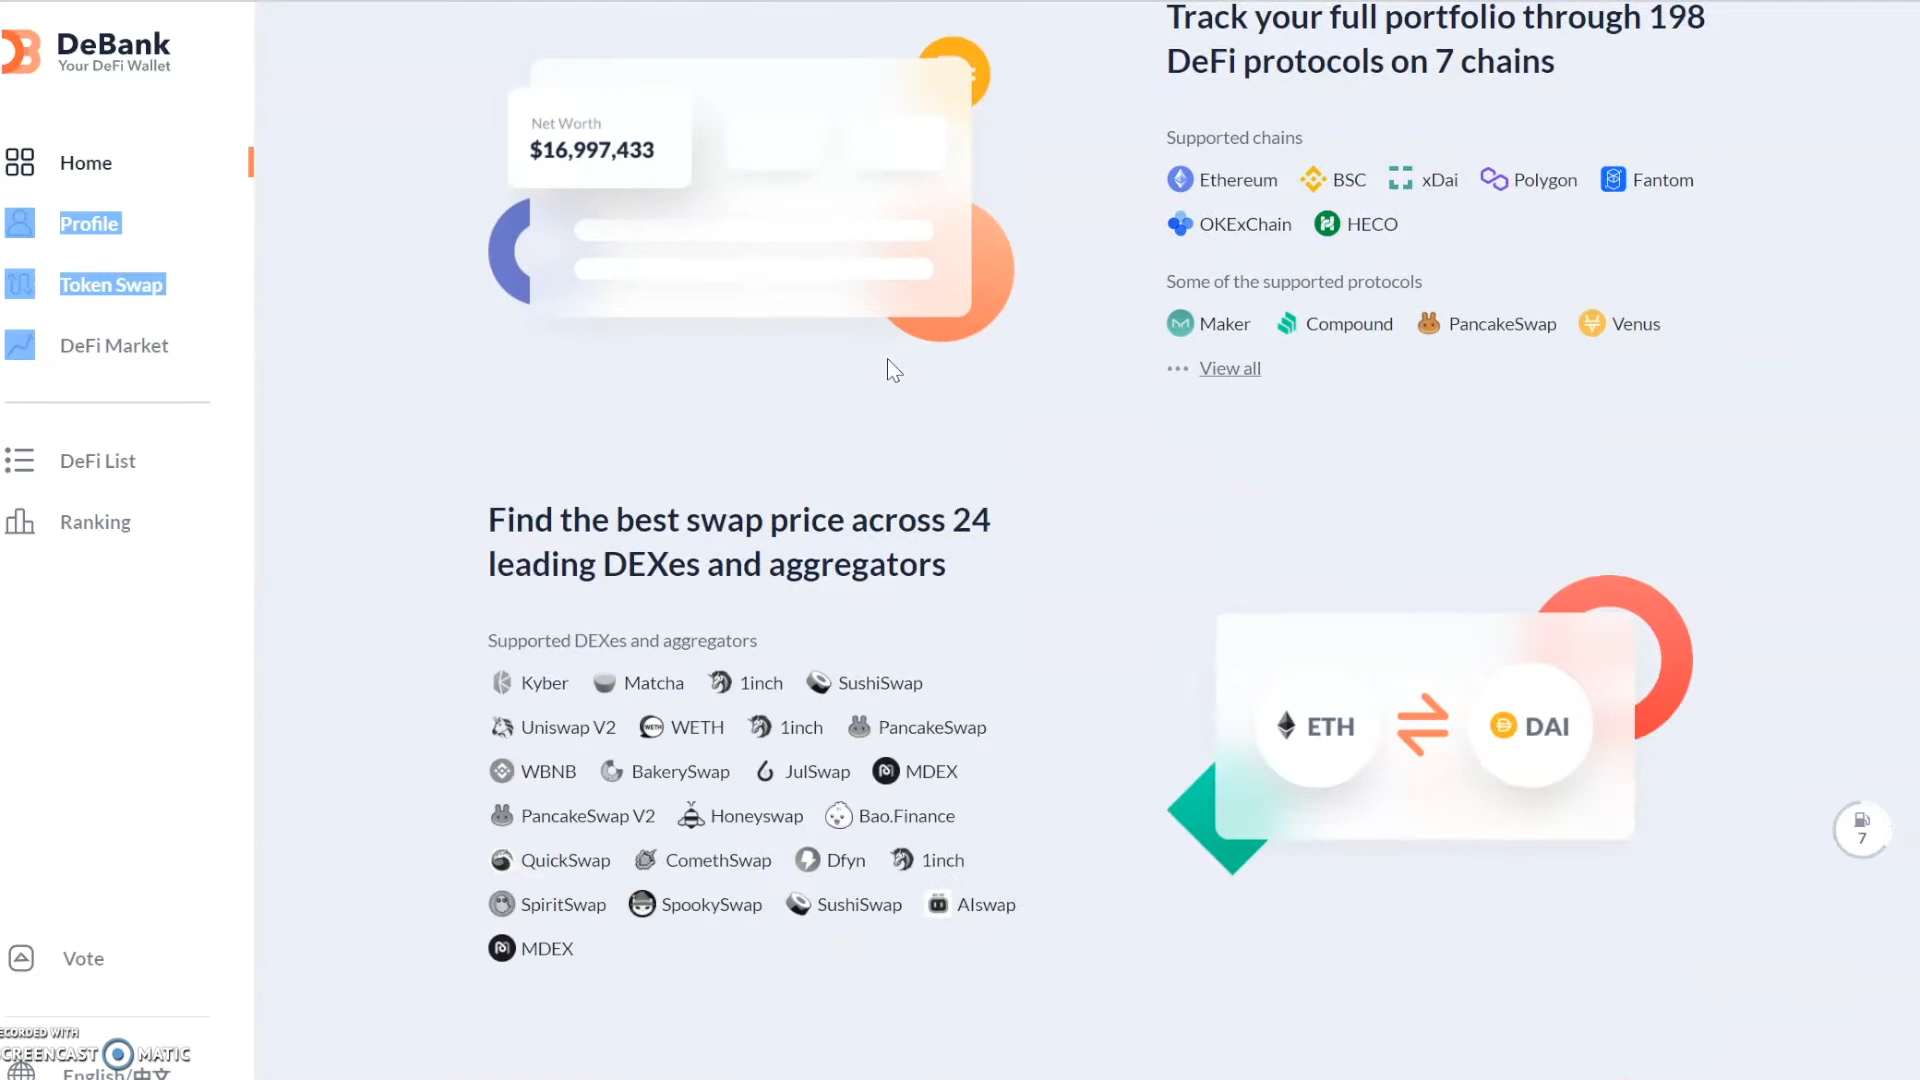 DeBank
Your DeFi Wallet
Home
Profile
Token Swap
DeFi Market
DeFi List
Ranking
Vote
English/中文
RECORDED WITH
SCREENCAST MATIC
Net Worth
$16,997,433
Track your full portfolio through 198
DeFi protocols on 7 chains
Supported chains
Ethereum BSC xDai Polygon Fantom
OKExChain HECO
Some of the supported protocols
Maker Compound PancakeSwap Venus
View all
Find the best swap price across 24
leading DEXes and aggregators
Supported DEXes and aggregators
Kyber Matcha 1inch SushiSwap
Uniswap V2 WETH 1inch PancakeSwap
WBNB BakerySwap JulSwap MDEX
PancakeSwap V2 Honeyswap Bao.Finance
QuickSwap ComethSwap Dfyn 1inch
SpiritSwap SpookySwap SushiSwap AIswap
MDEX
ETH DAI
7